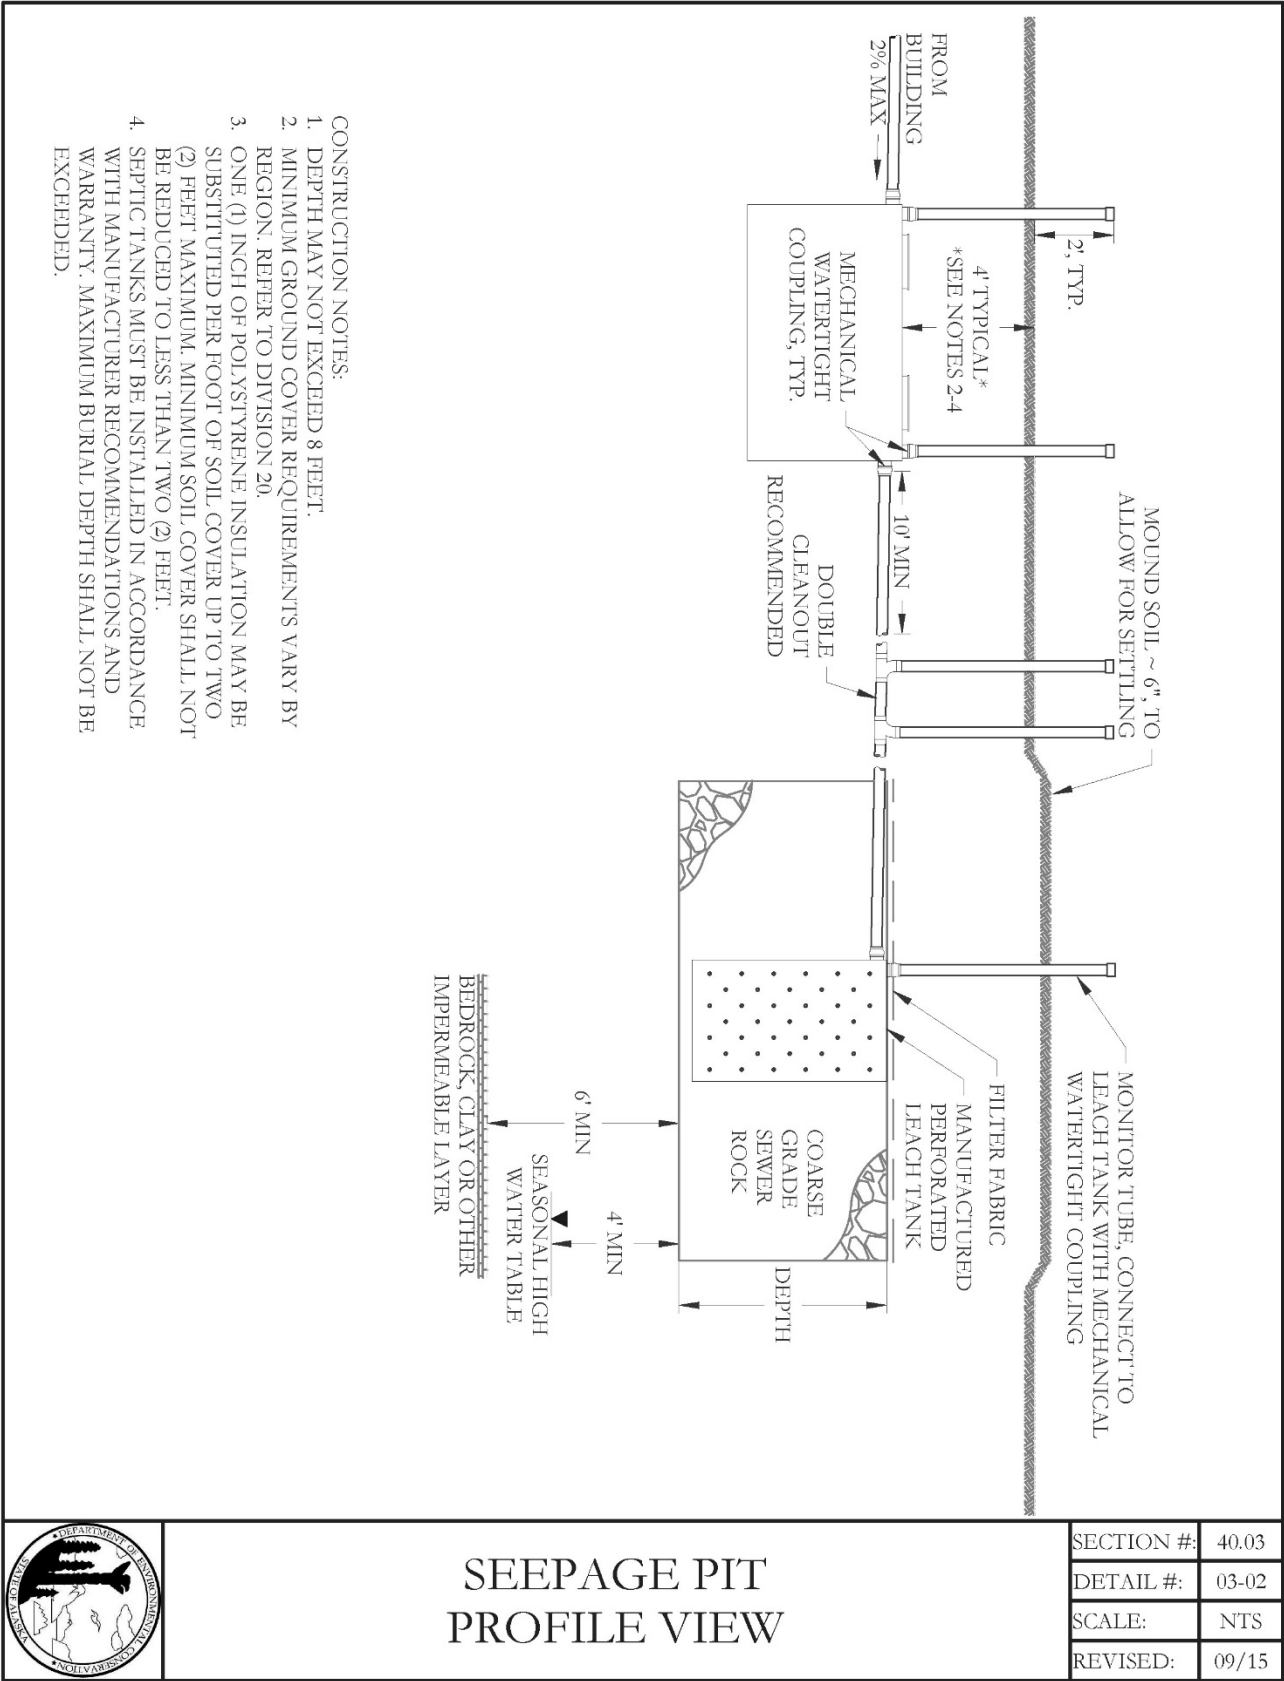 FROM
BUILDING
2% MAX
2', TYP.
4' TYPICAL*
*SEE NOTES 2-4
MECHANICAL
WATERTIGHT
COUPLING, TYP.
10' MIN
DOUBLE
CLEANOUT
RECOMMENDED
MOUND SOIL ~ 6", TO
ALLOW FOR SETTLING
MONITOR TUBE, CONNECT TO
LEACH TANK WITH MECHANICAL
WATERTIGHT COUPLING
FILTER FABRIC
MANUFACTURED
PERFORATED
LEACH TANK
COARSE
GRADE
SEWER
ROCK
DEPTH
6' MIN
4' MIN
SEASONAL HIGH
WATER TABLE
BEDROCK, CLAY OR OTHER
IMPERMEABLE LAYER
CONSTRUCTION NOTES:
1. DEPTH MAY NOT EXCEED 8 FEET.
2. MINIMUM GROUND COVER REQUIREMENTS VARY BY
REGION. REFER TO DIVISION 20.
3. ONE (1) INCH OF POLYSTYRENE INSULATION MAY BE
SUBSTITUTED PER FOOT OF SOIL COVER UP TO TWO
(2) FEET MAXIMUM. MINIMUM SOIL COVER SHALL NOT
BE REDUCED TO LESS THAN TWO (2) FEET.
4. SEPTIC TANKS MUST BE INSTALLED IN ACCORDANCE
WITH MANUFACTURER RECOMMENDATIONS AND
WARRANTY. MAXIMUM BURIAL DEPTH SHALL NOT BE
EXCEEDED.
DEPARTMENT OF ENVIRONMENTAL CONSERVATION
STATE OF ALASKA
SEEPAGE PIT
PROFILE VIEW
SECTION #: 40.03
DETAIL #: 03-02
SCALE: NTS
REVISED: 09/15